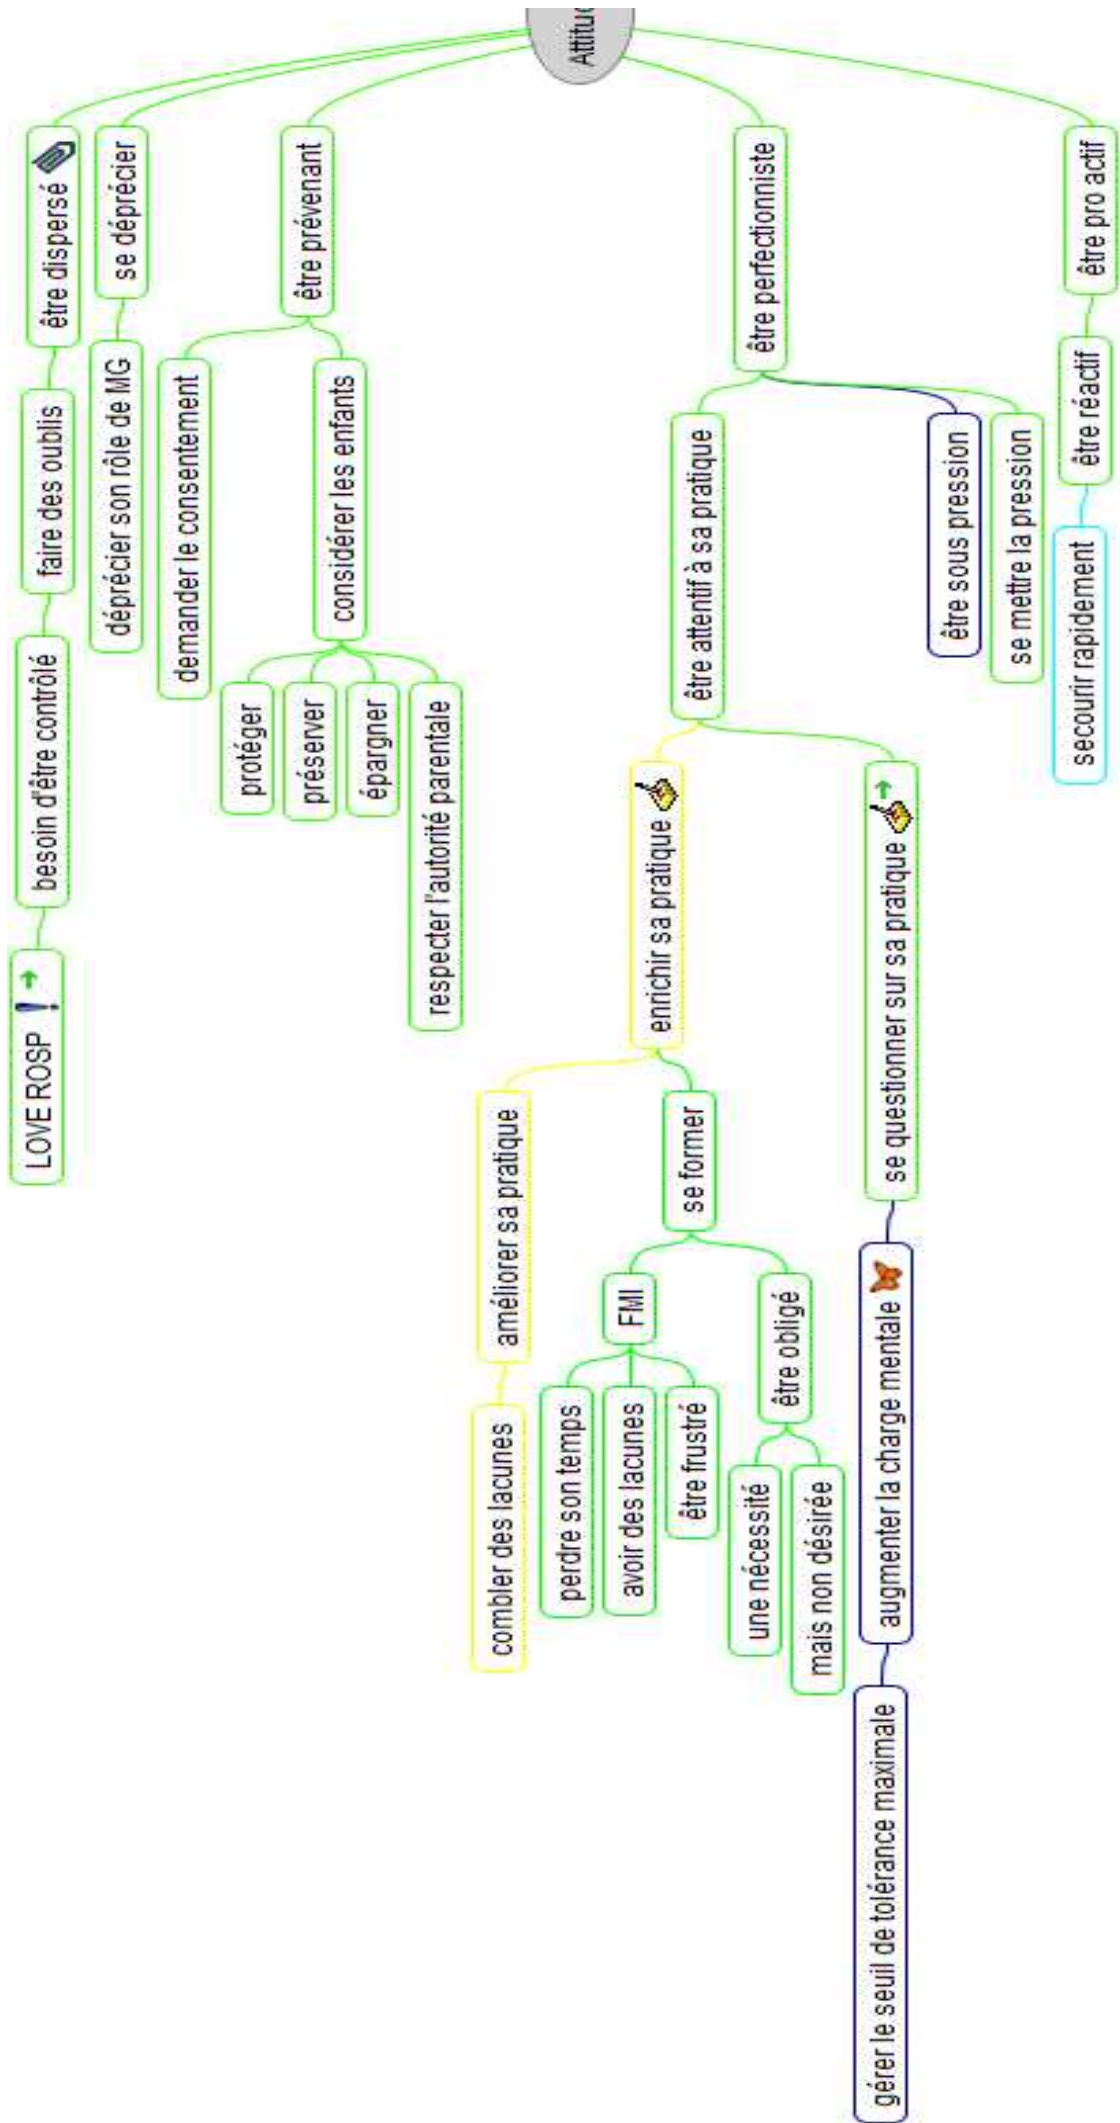 Attituc
être dispersé
faire des oublis
besoin d'être contrôlé
LOVE ROSP
se déprécier
déprécier son rôle de MG
être prévenant
demander le consentement
considérer les enfants
protéger
préserver
épargner
respecter l'autorité parentale
être perfectionniste
être attentif à sa pratique
enrichir sa pratique
améliorer sa pratique
combler des lacunes
se former
FMI
perdre son temps
avoir des lacunes
être frustré
être obligé
une nécessité
mais non désirée
se questionner sur sa pratique
augmenter la charge mentale
gérer le seuil de tolérance maximale
être sous pression
se mettre la pression
être pro actif
être réactif
secourir rapidement